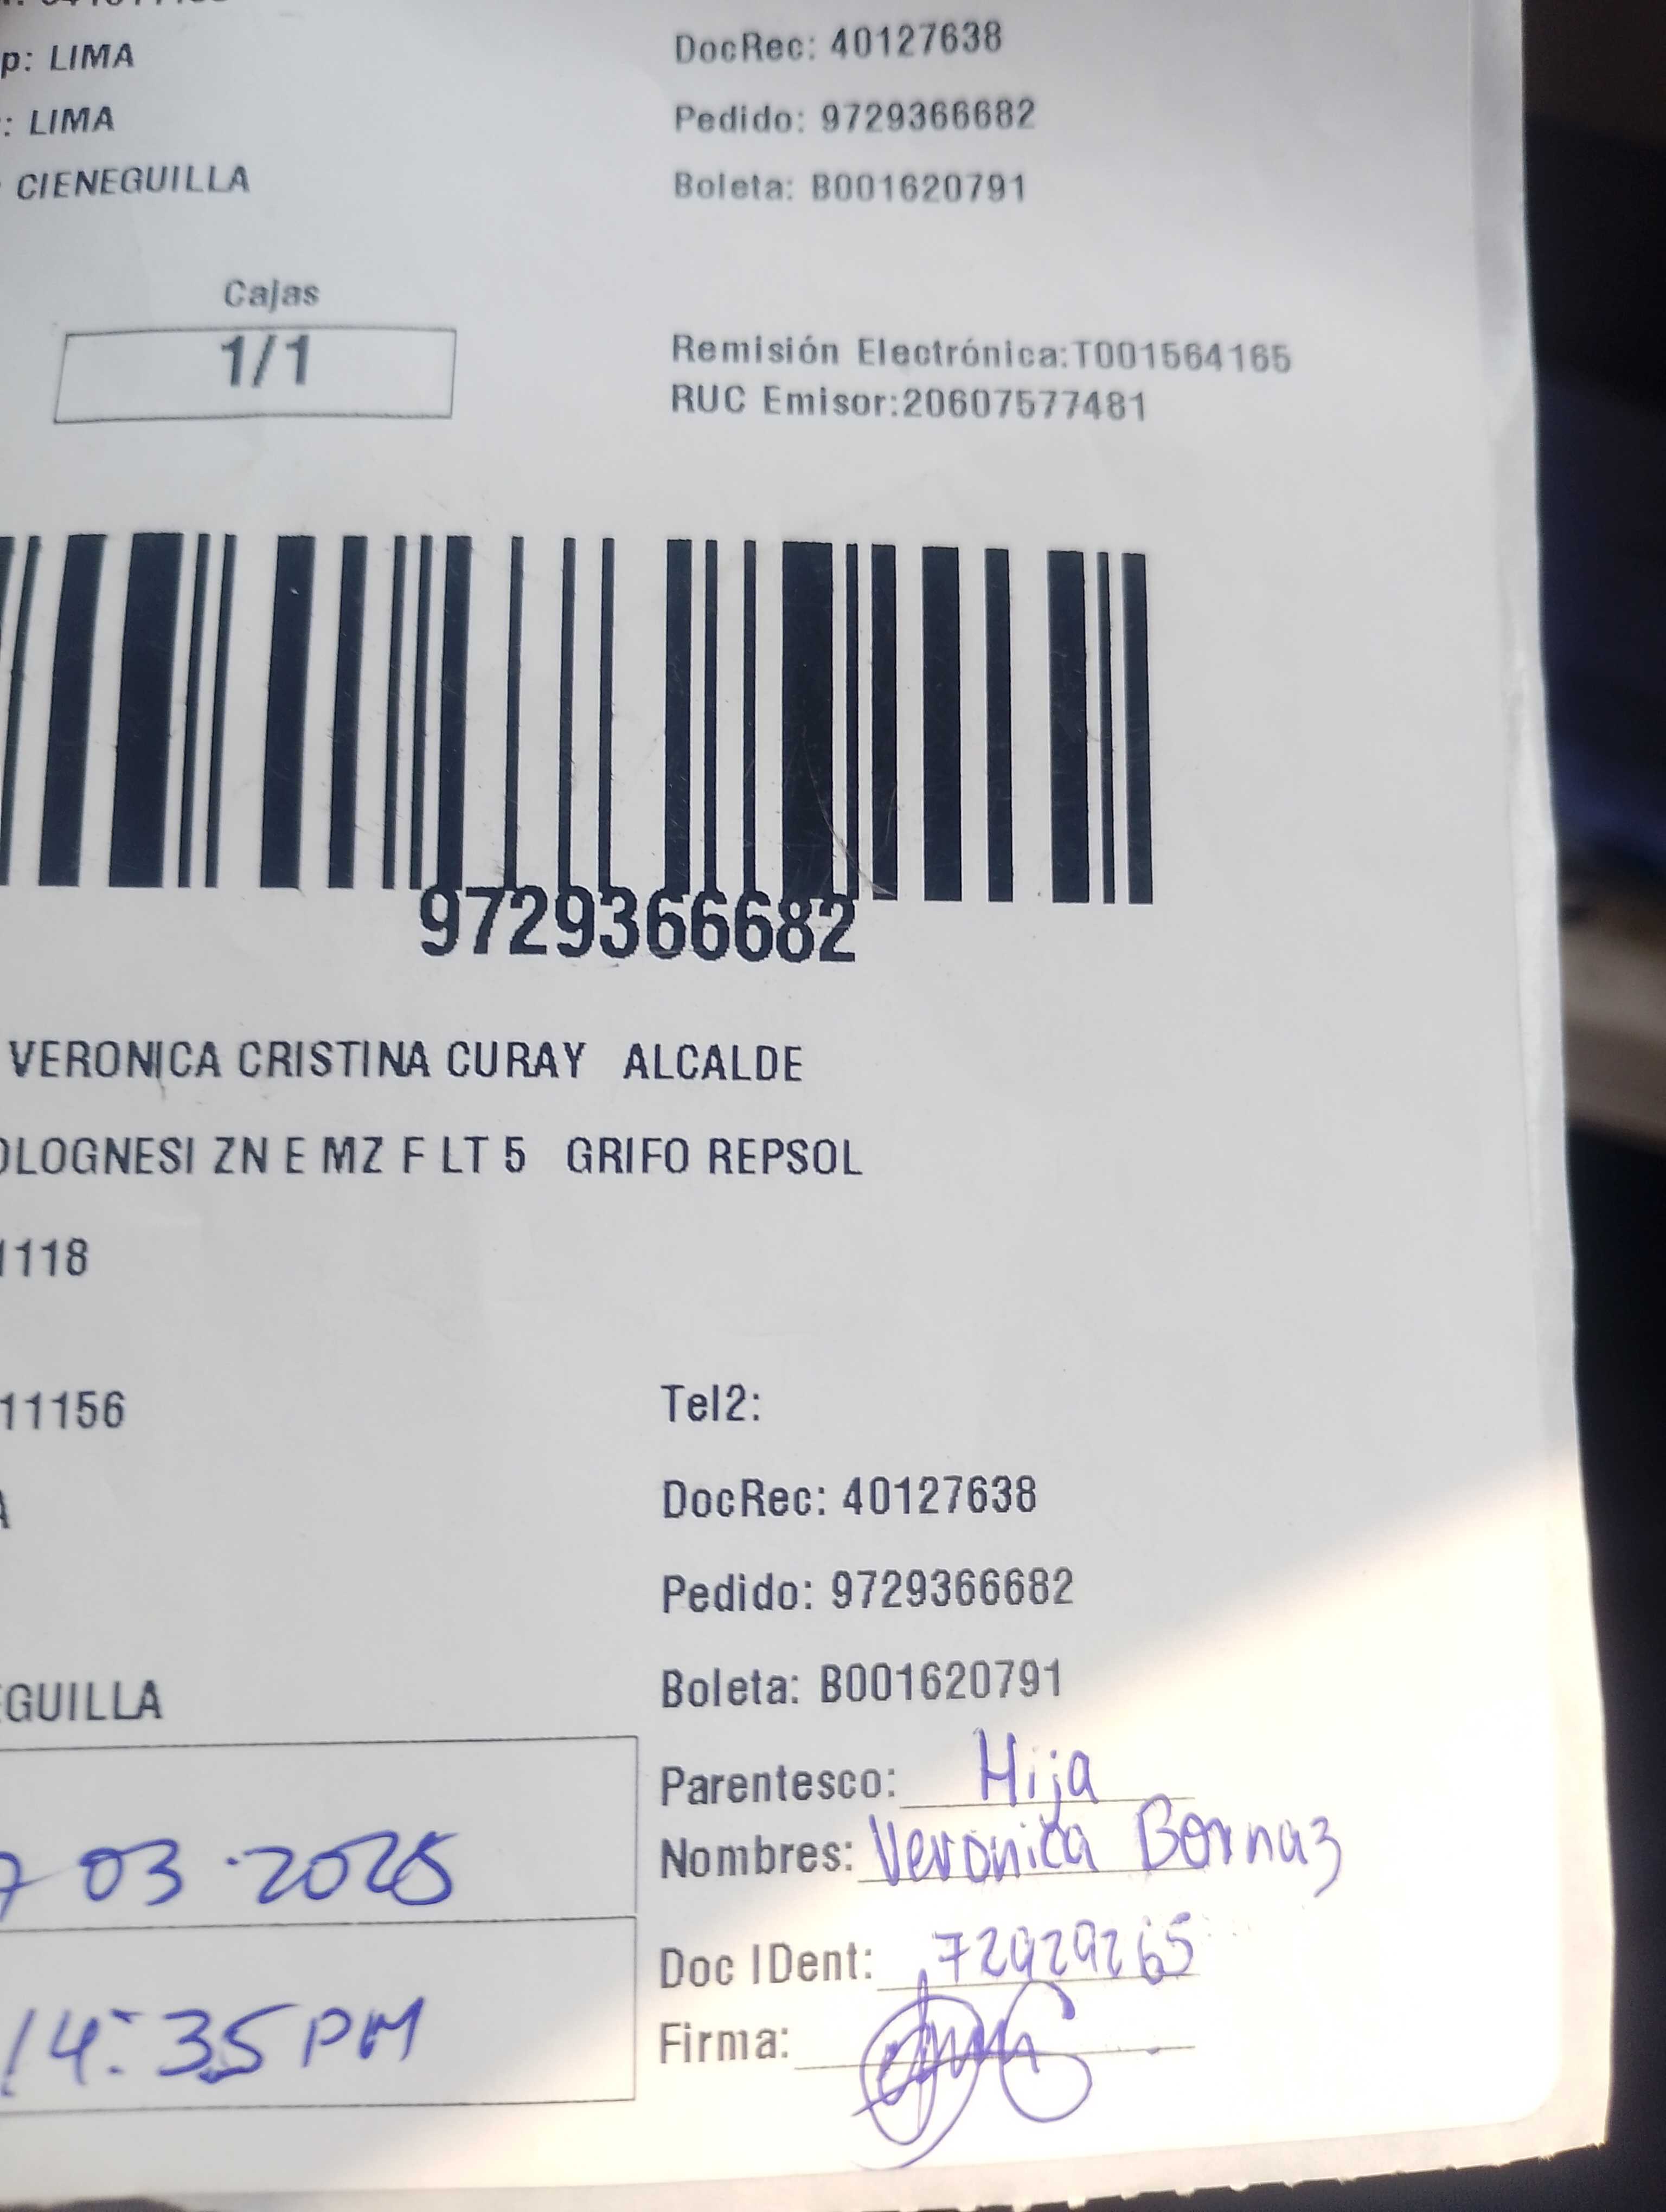 p: LIMA
DocRec: 40127638
: LIMA
Pedido: 9729366682
CIENEGUILLA
Boleta: B001620791
Cajas
1/1
Remisión Electrónica:T001564165
RUC Emisor:20607577481
9729366682
VERONICA CRISTINA CURAY ALCALDE
OLOGNESI ZN E MZ F LT 5 GRIFO REPSOL
1118
11156
Tel2:
A
DocRec: 40127638
Pedido: 9729366682
Boleta: B001620791
EGUILLA
Parentesco: Hija
Nombres: Veronica Bornaz
7 03.2025
Doc IDent: 72929265
14:35 PM
Firma: